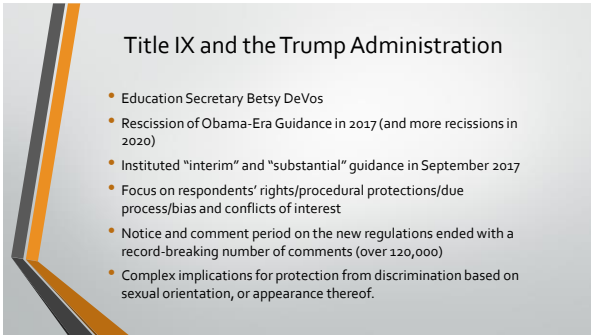 Title IX and the Trump Administration
• Education Secretary Betsy DeVos
• Rescission of Obama-Era Guidance in 2017 (and more recissions in
2020)
• Instituted “interim” and “substantial” guidance in September 2017
• Focus on respondents’ rights/procedural protections/due
process/bias and conflicts of interest
• Notice and comment period on the new regulations ended with a
record-breaking number of comments (over 120,000)
• Complex implications for protection from discrimination based on
sexual orientation, or appearance thereof.